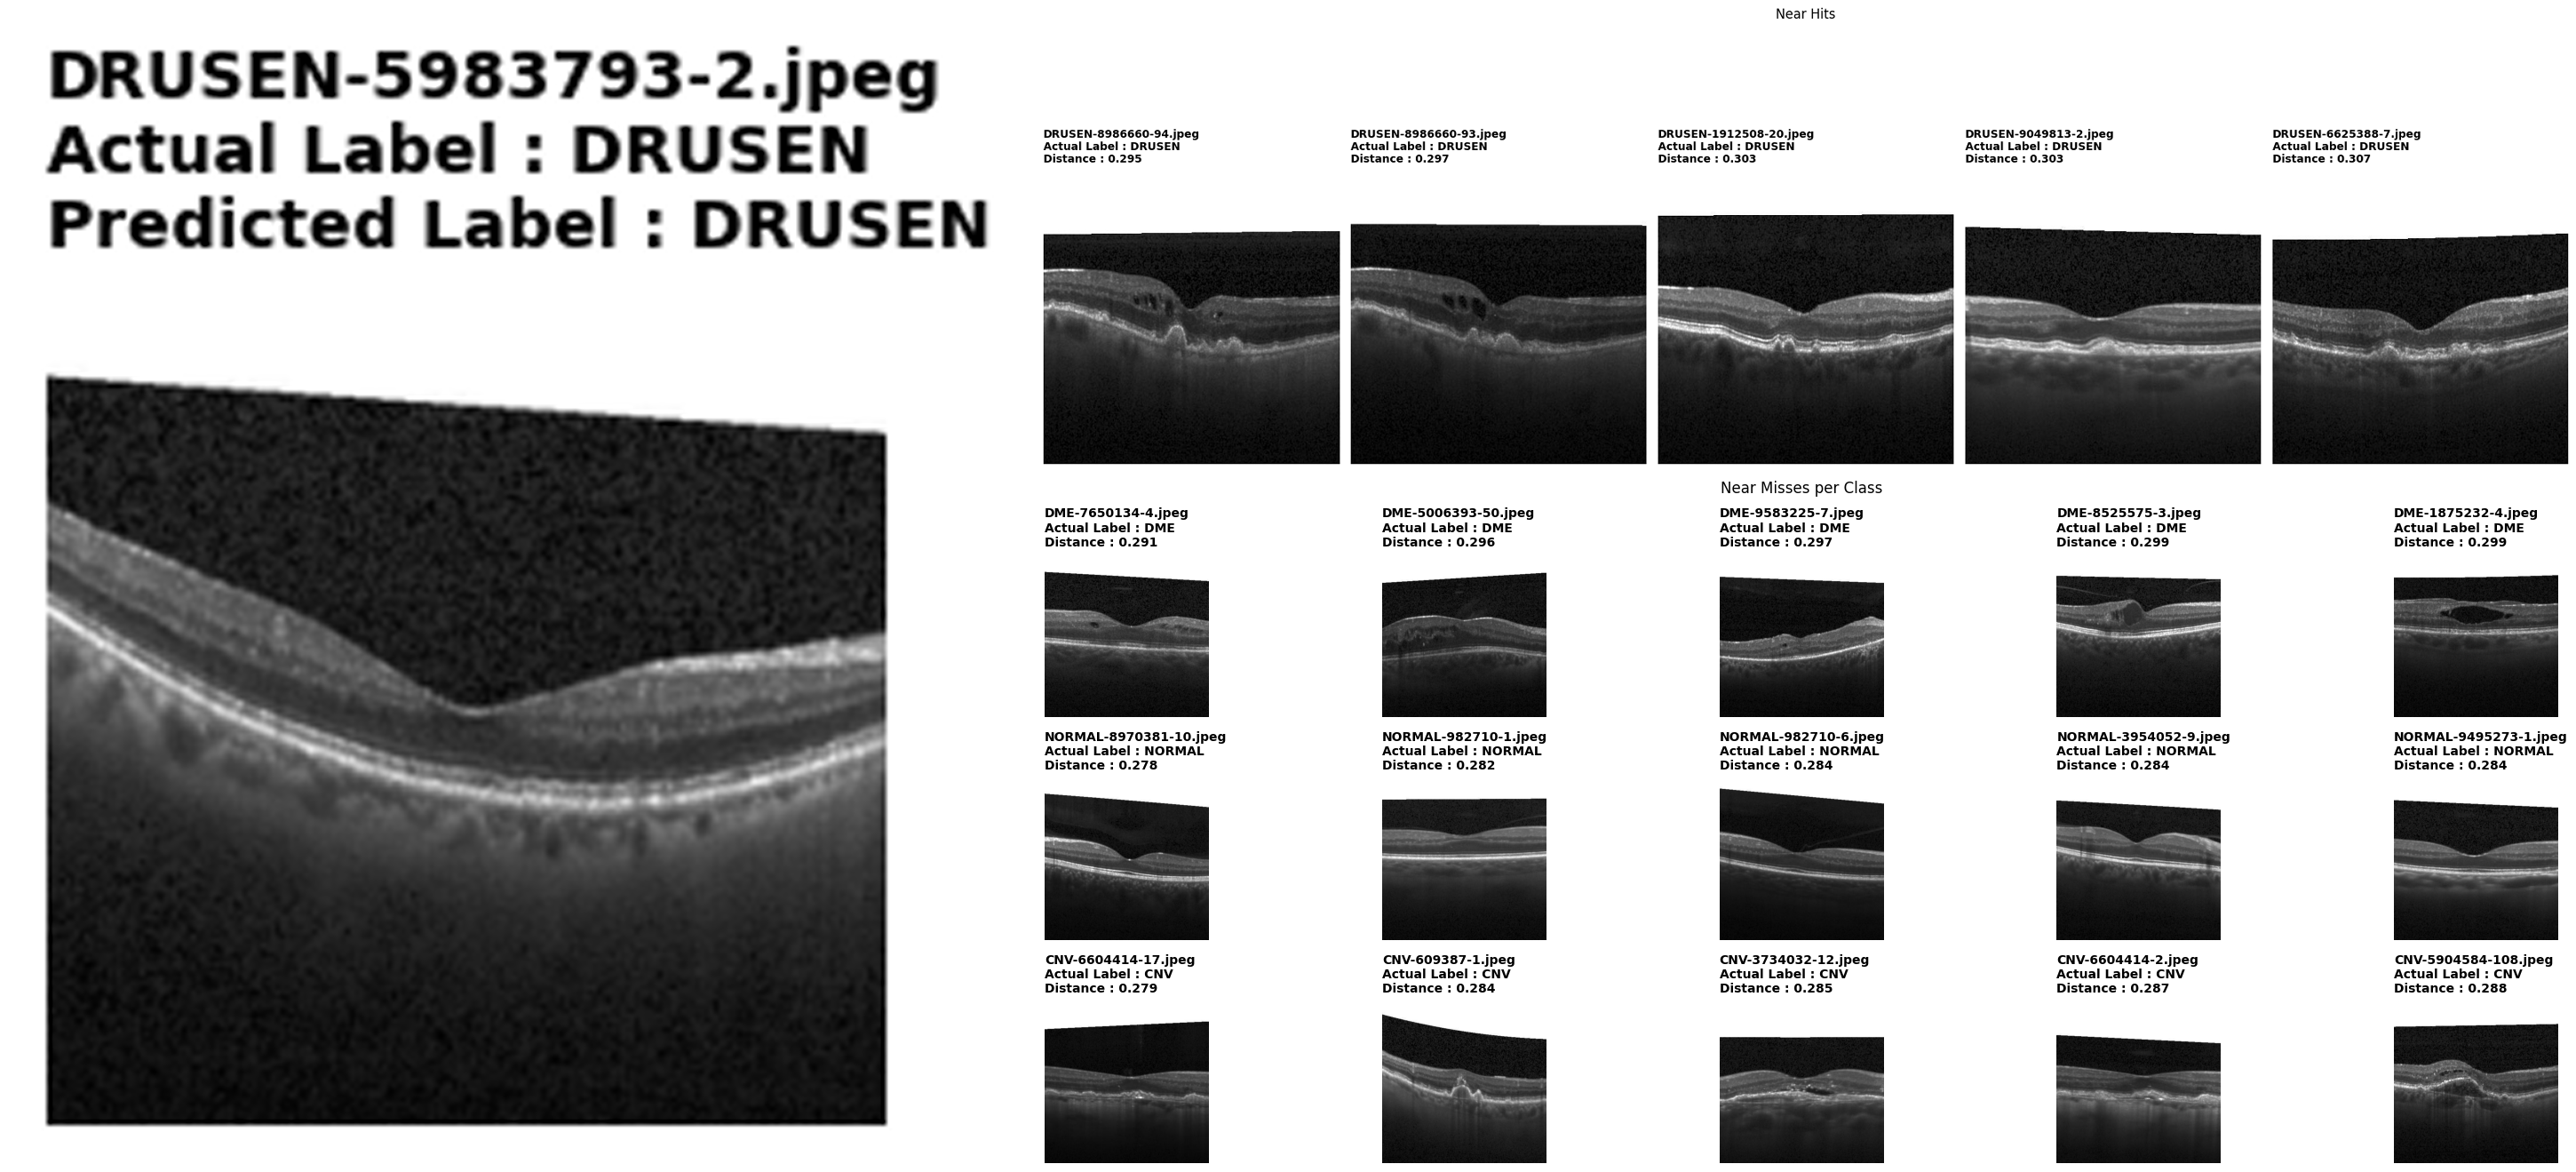 DRUSEN-5983793-2.jpeg
Actual Label : DRUSEN
Predicted Label : DRUSEN
Near Hits
DRUSEN-8986660-94.jpeg
Actual Label : DRUSEN
Distance : 0.295
DRUSEN-8986660-93.jpeg
Actual Label : DRUSEN
Distance : 0.297
DRUSEN-1912508-20.jpeg
Actual Label : DRUSEN
Distance : 0.303
DRUSEN-9049813-2.jpeg
Actual Label : DRUSEN
Distance : 0.303
DRUSEN-6625388-7.jpeg
Actual Label : DRUSEN
Distance : 0.307
Near Misses per Class
DME-7650134-4.jpeg
Actual Label : DME
Distance : 0.291
DME-5006393-50.jpeg
Actual Label : DME
Distance : 0.296
DME-9583225-7.jpeg
Actual Label : DME
Distance : 0.297
DME-8525575-3.jpeg
Actual Label : DME
Distance : 0.299
DME-1875232-4.jpeg
Actual Label : DME
Distance : 0.299
NORMAL-8970381-10.jpeg
Actual Label : NORMAL
Distance : 0.278
NORMAL-982710-1.jpeg
Actual Label : NORMAL
Distance : 0.282
NORMAL-982710-6.jpeg
Actual Label : NORMAL
Distance : 0.284
NORMAL-3954052-9.jpeg
Actual Label : NORMAL
Distance : 0.284
NORMAL-9495273-1.jpeg
Actual Label : NORMAL
Distance : 0.284
CNV-6604414-17.jpeg
Actual Label : CNV
Distance : 0.279
CNV-609387-1.jpeg
Actual Label : CNV
Distance : 0.284
CNV-3734032-12.jpeg
Actual Label : CNV
Distance : 0.285
CNV-6604414-2.jpeg
Actual Label : CNV
Distance : 0.287
CNV-5904584-108.jpeg
Actual Label : CNV
Distance : 0.288